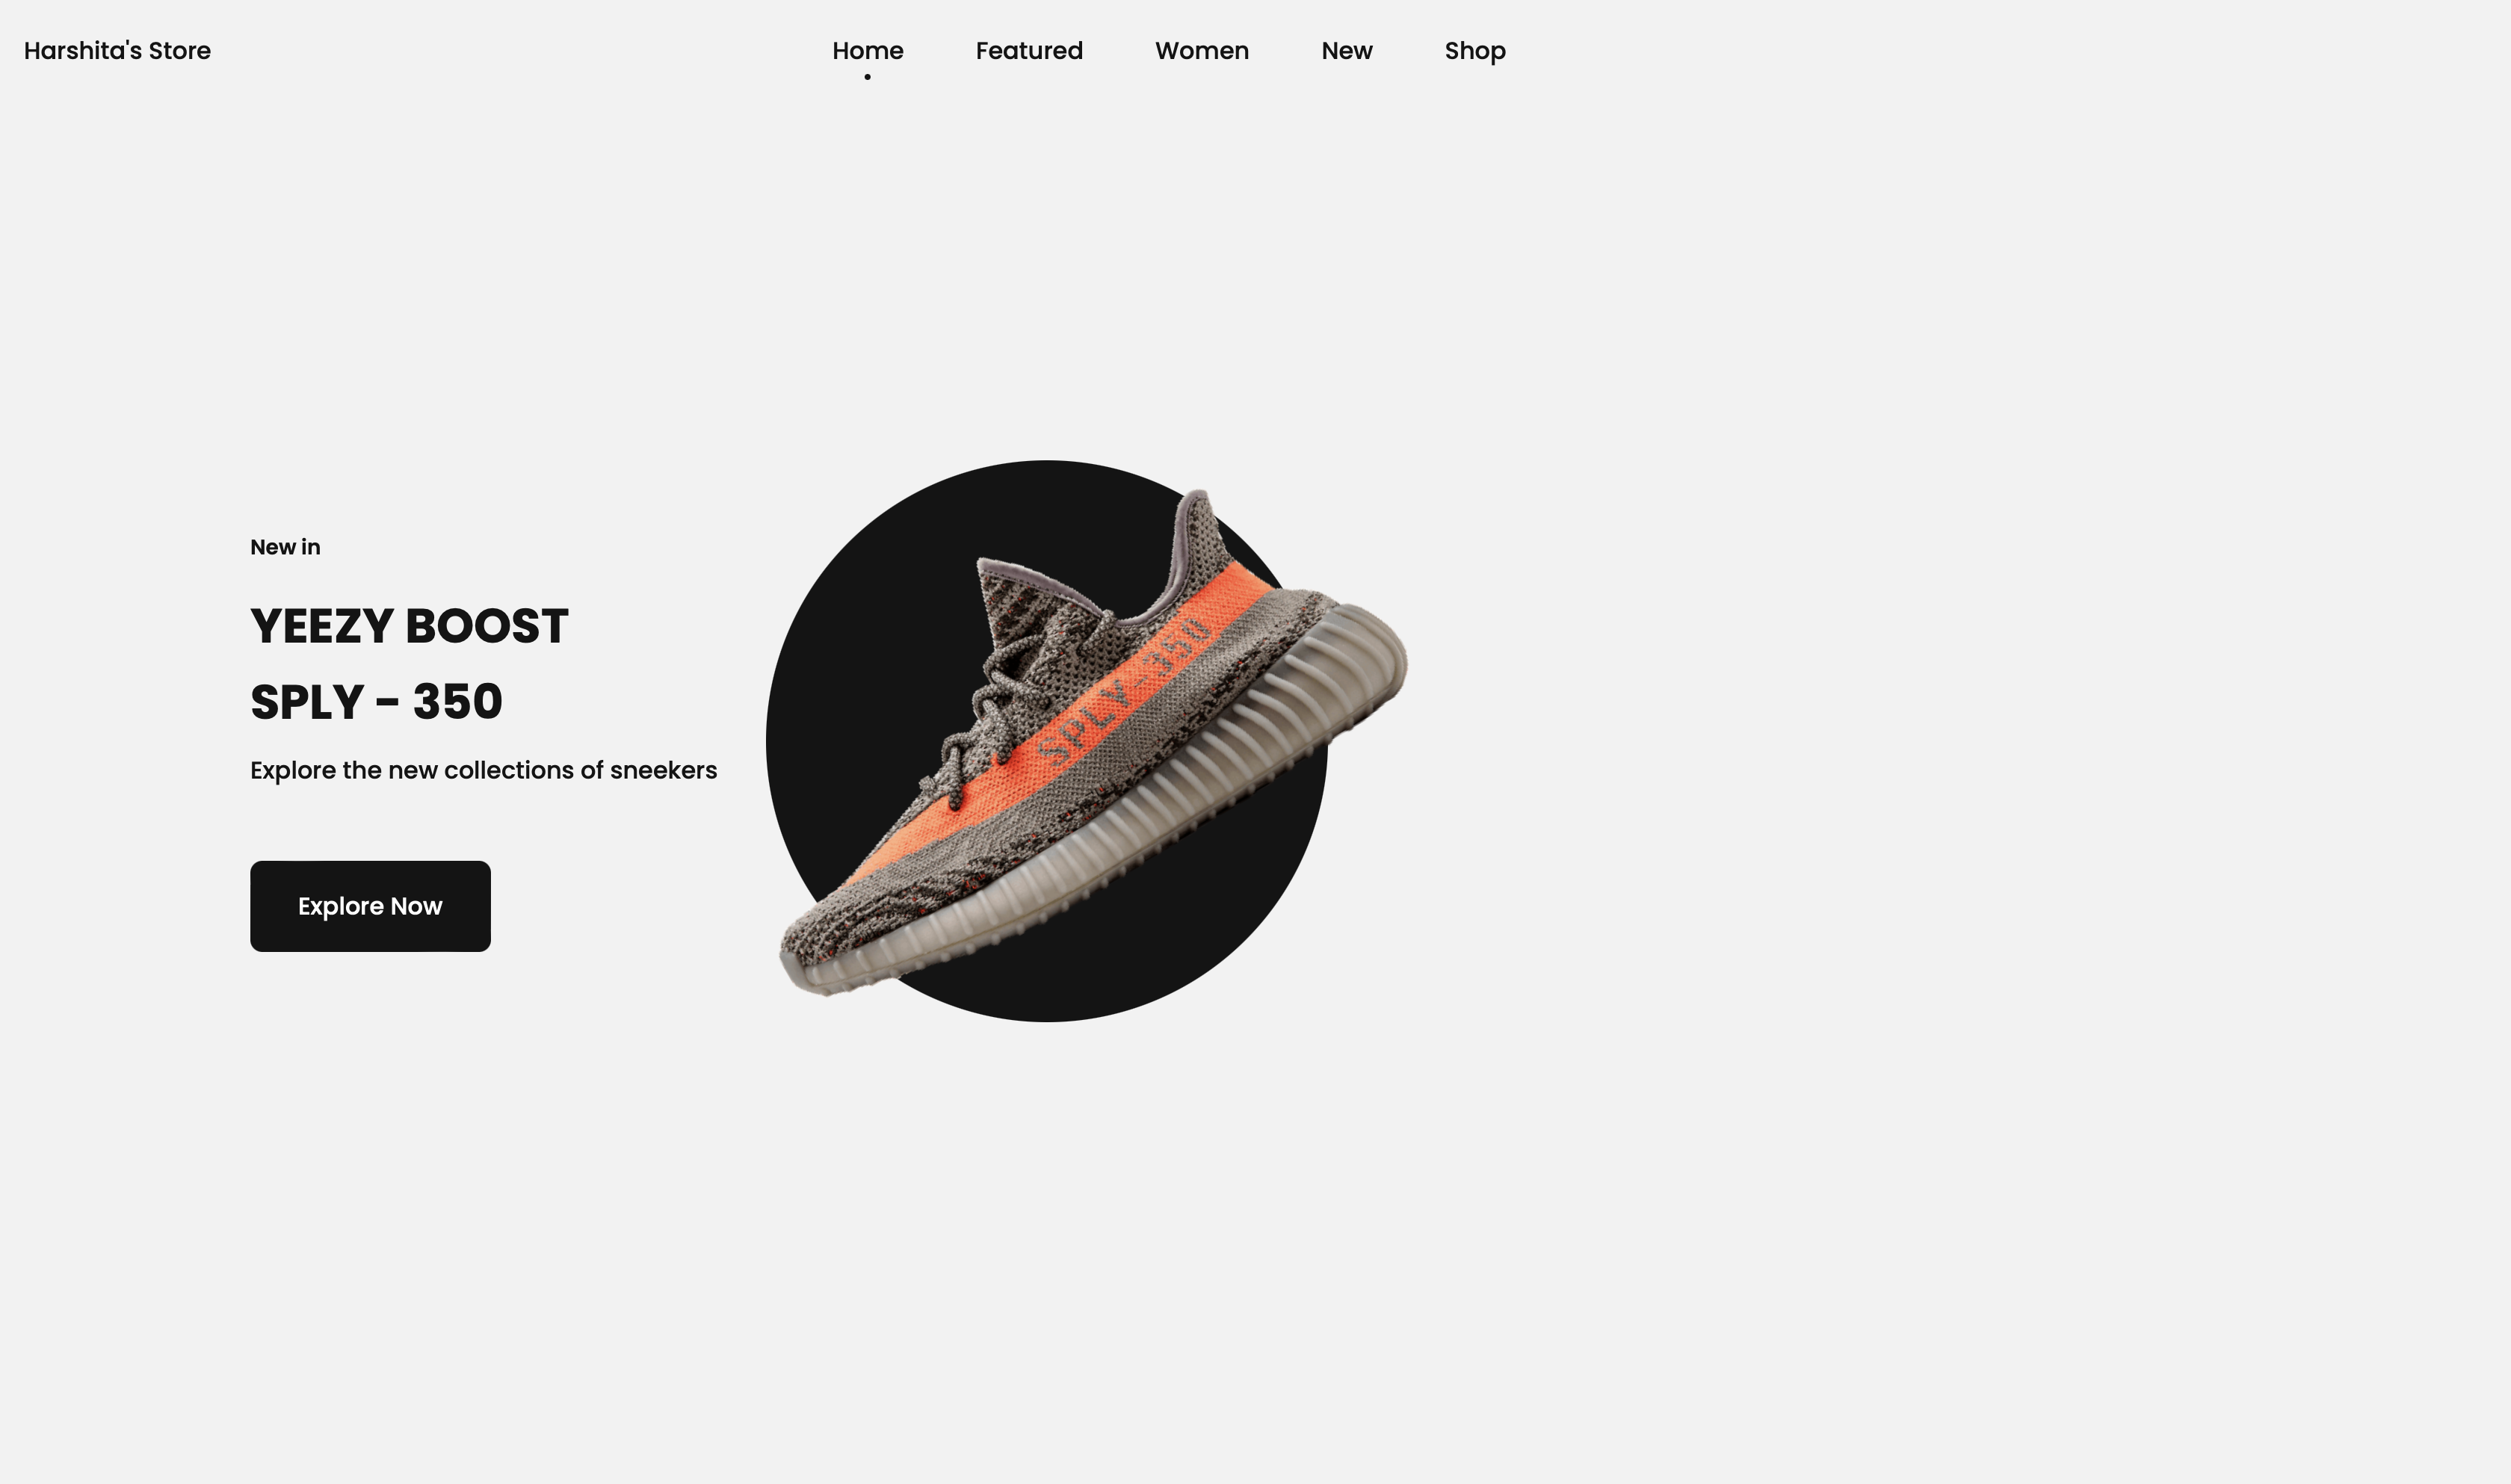 Harshita's Store
Home Featured Women New Shop
New in
YEEZY BOOST
SPLY - 350
Explore the new collections of sneekers
Explore Now
SPLY-350